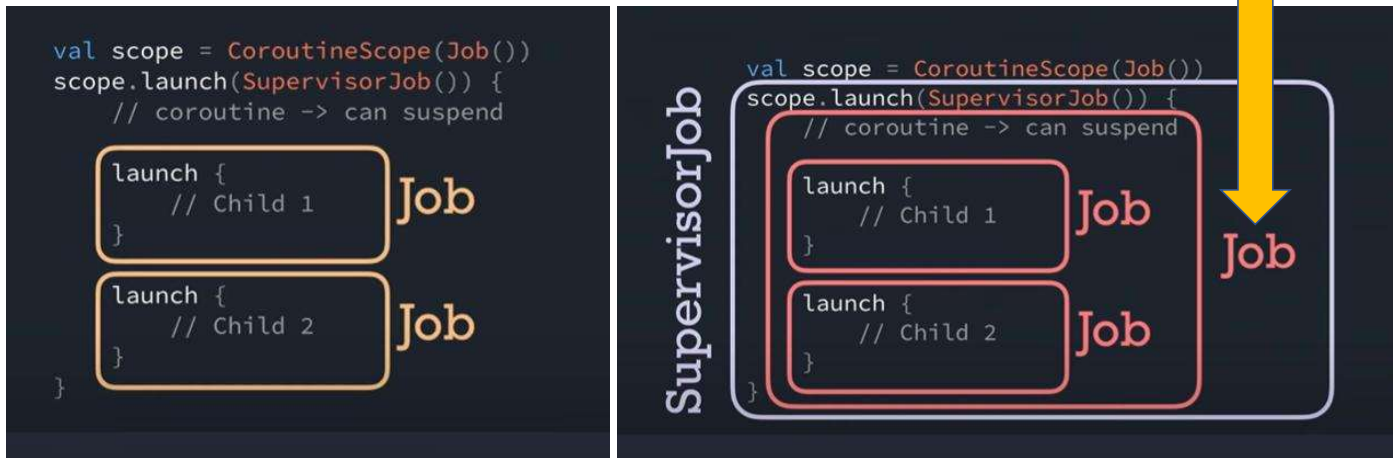 val scope = CoroutineScope(Job())
scope.launch(SupervisorJob()) {
// coroutine -> can suspend
launch {
// Child 1
}
Job
launch {
// Child 2
}
Job
}
val scope = CoroutineScope(Job())
scope.launch(SupervisorJob()) {
// coroutine -> can suspend
launch {
// Child 1
}
Job
launch {
// Child 2
}
Job
}
Job
SupervisorJob